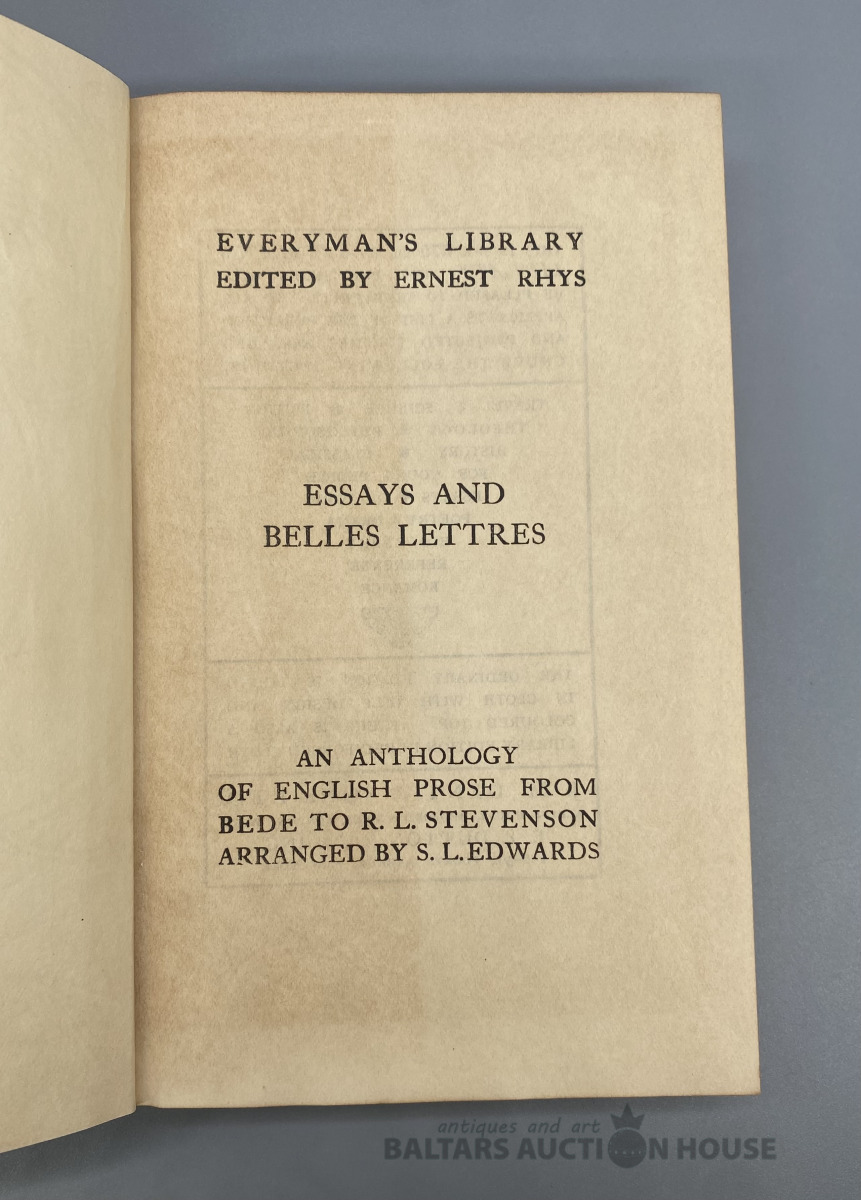 EVERYMAN'S LIBRARY
EDITED BY ERNEST RHYS
ESSAYS AND
BELLES LETTRES
AN ANTHOLOGY
OF ENGLISH PROSE FROM
BEDE TO R. L. STEVENSON
ARRANGED BY S. L. EDWARDS
antiques and art
BALTARS AUCTION HOUSE